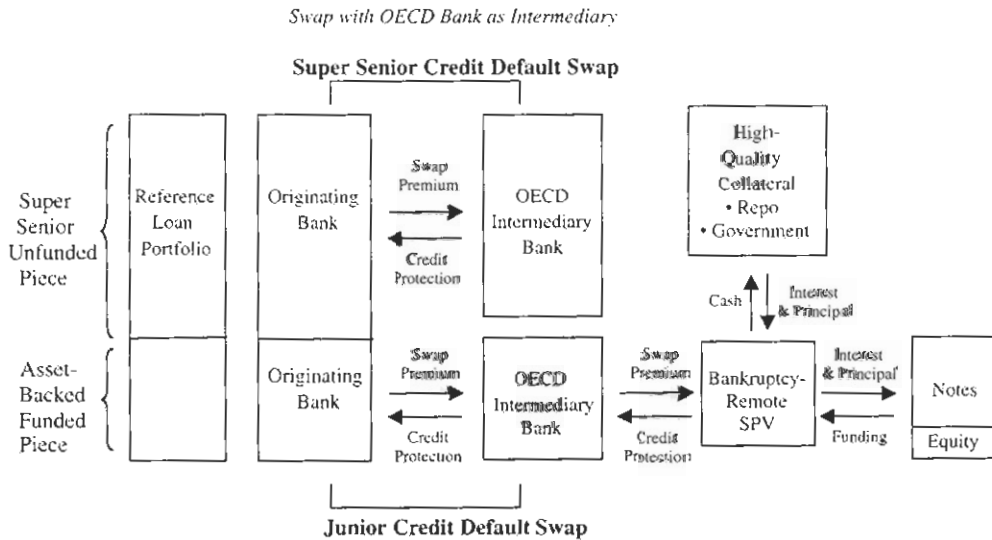 Swap with OECD Bank as Intermediary
Super Senior Credit Default Swap
Super
Senior
Unfunded
Piece
Reference
Loan
Portfolio
Originating
Bank
Swap
Premium
Credit
Protection
OECD
Intermediary
Bank
High-
Quality
Collateral
• Repo
• Government
Cash
Interest
& Principal
Asset-
Backed
Funded
Piece
Originating
Bank
Swap
Premium
Credit
Protection
OECD
Intermediary
Bank
Swap
Premium
Credit
Protection
Bankruptcy-
Remote
SPV
Interest
& Principal
Funding
Notes
Equity
Junior Credit Default Swap